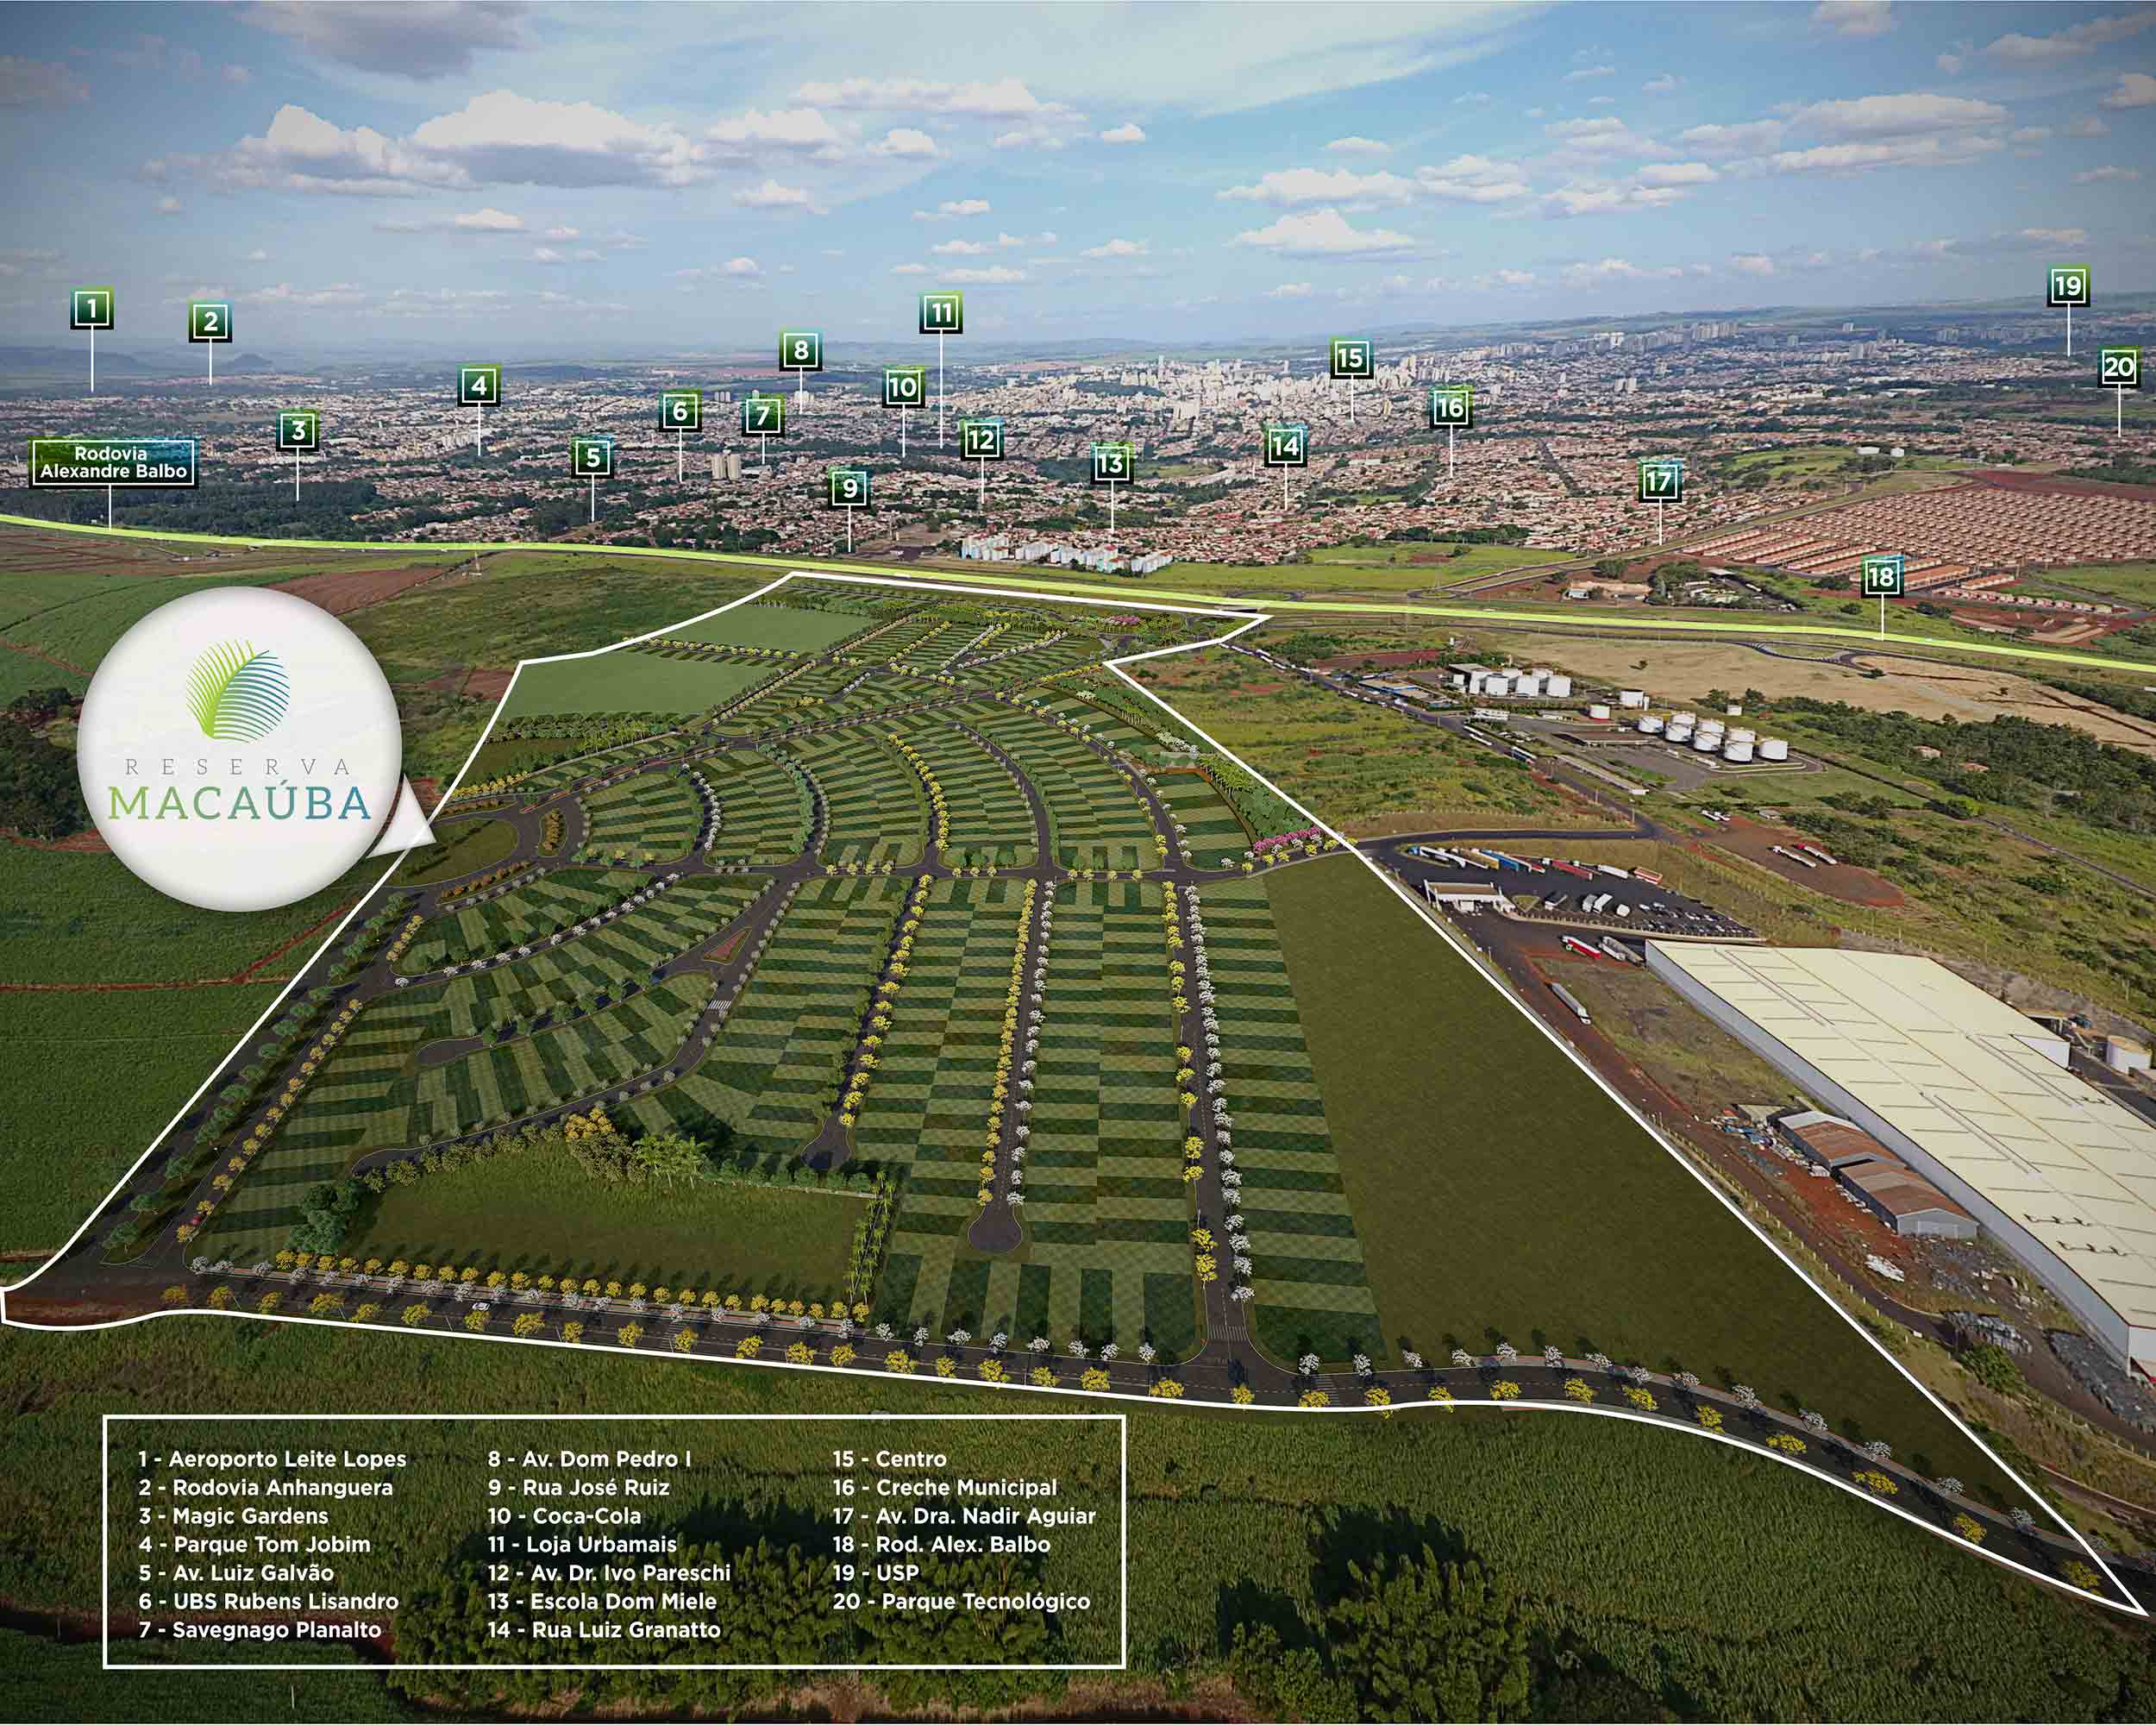 19
1
11
2
8
15
20
4
10
16
6
7
3
12
14
Rodovia
Alexandre Balbo
5
13
9
17
18
RESERVA
MACAÚBA
1 - Aeroporto Leite Lopes
2 - Rodovia Anhanguera
3 - Magic Gardens
4 - Parque Tom Jobim
5 - Av. Luiz Galvão
6 - UBS Rubens Lisandro
7 - Savegnago Planalto
8 - Av. Dom Pedro I
9 - Rua José Ruiz
10 - Coca-Cola
11 - Loja Urbamais
12 - Av. Dr. Ivo Pareschi
13 - Escola Dom Miele
14 - Rua Luiz Granatto
15 - Centro
16 - Creche Municipal
17 - Av. Dra. Nadir Aguiar
18 - Rod. Alex. Balbo
19 - USP
20 - Parque Tecnológico